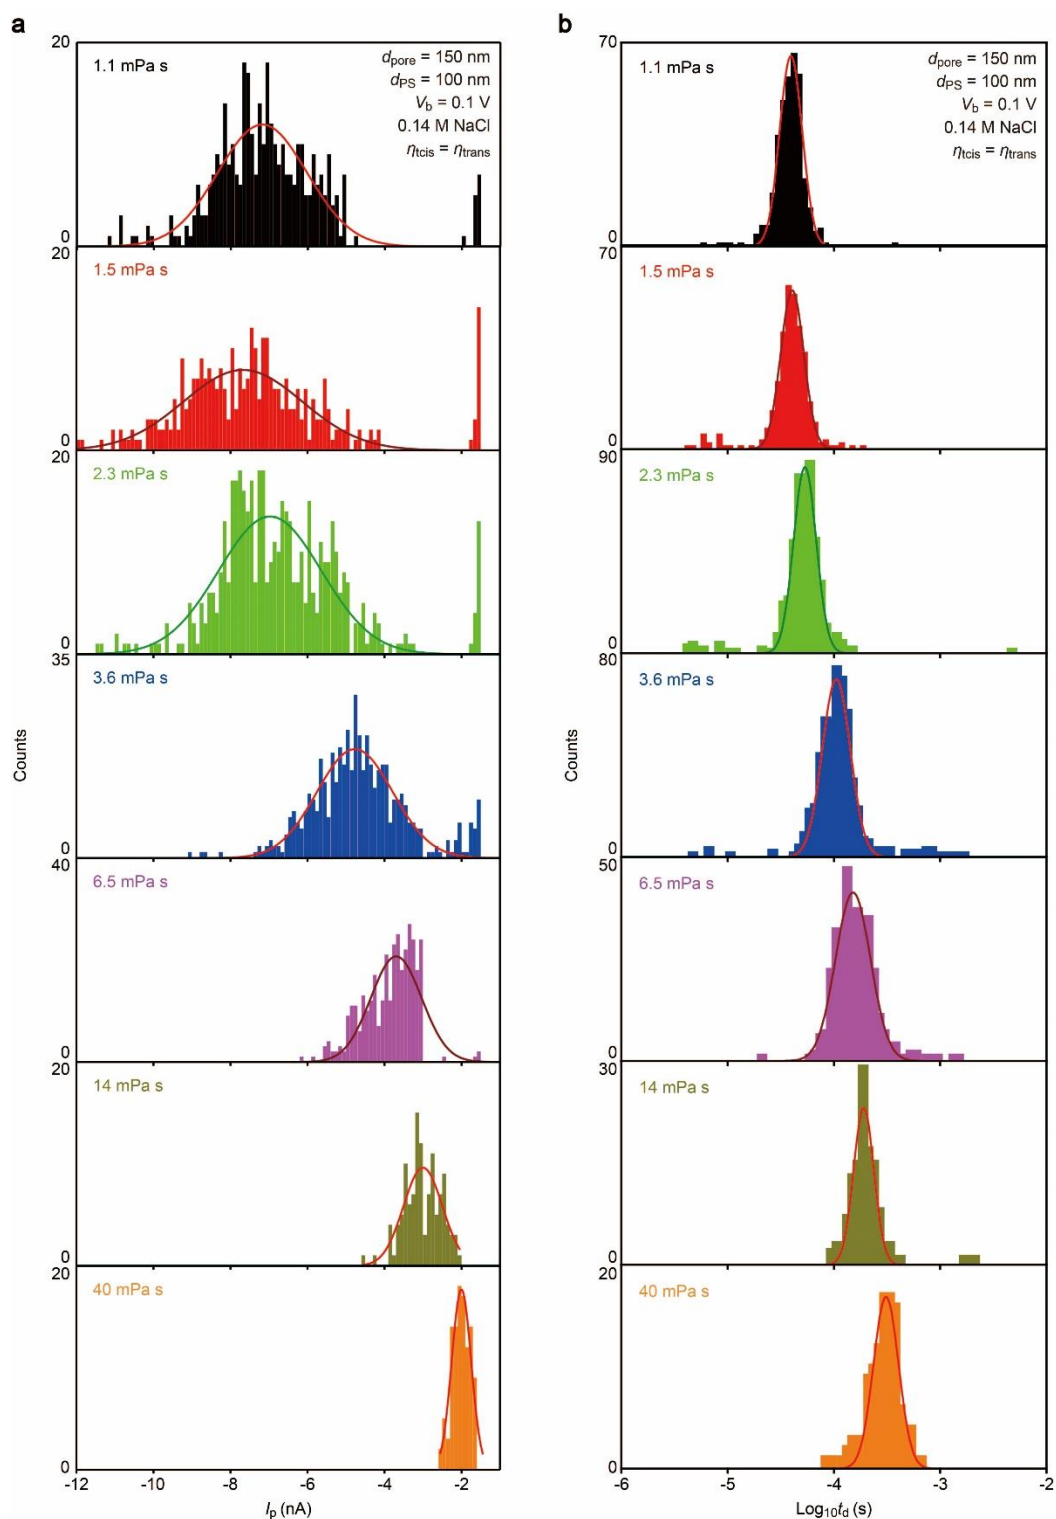 a
20
1.1 mPa s
dpore = 150 nm
dPS = 100 nm
Vb = 0.1 V
0.14 M NaCl
ηtcis = ηtrans
0
20
1.5 mPa s
0
20
2.3 mPa s
0
35
3.6 mPa s
0
40
6.5 mPa s
0
20
14 mPa s
0
20
40 mPa s
0
-12 -10 -8 -6 -4 -2
Counts
Ip (nA)
b
70
1.1 mPa s
dpore = 150 nm
dPS = 100 nm
Vb = 0.1 V
0.14 M NaCl
ηtcis = ηtrans
0
70
1.5 mPa s
0
90
2.3 mPa s
0
80
3.6 mPa s
0
50
6.5 mPa s
0
30
14 mPa s
0
20
40 mPa s
0
-6 -5 -4 -3 -2
Counts
Log10td (s)